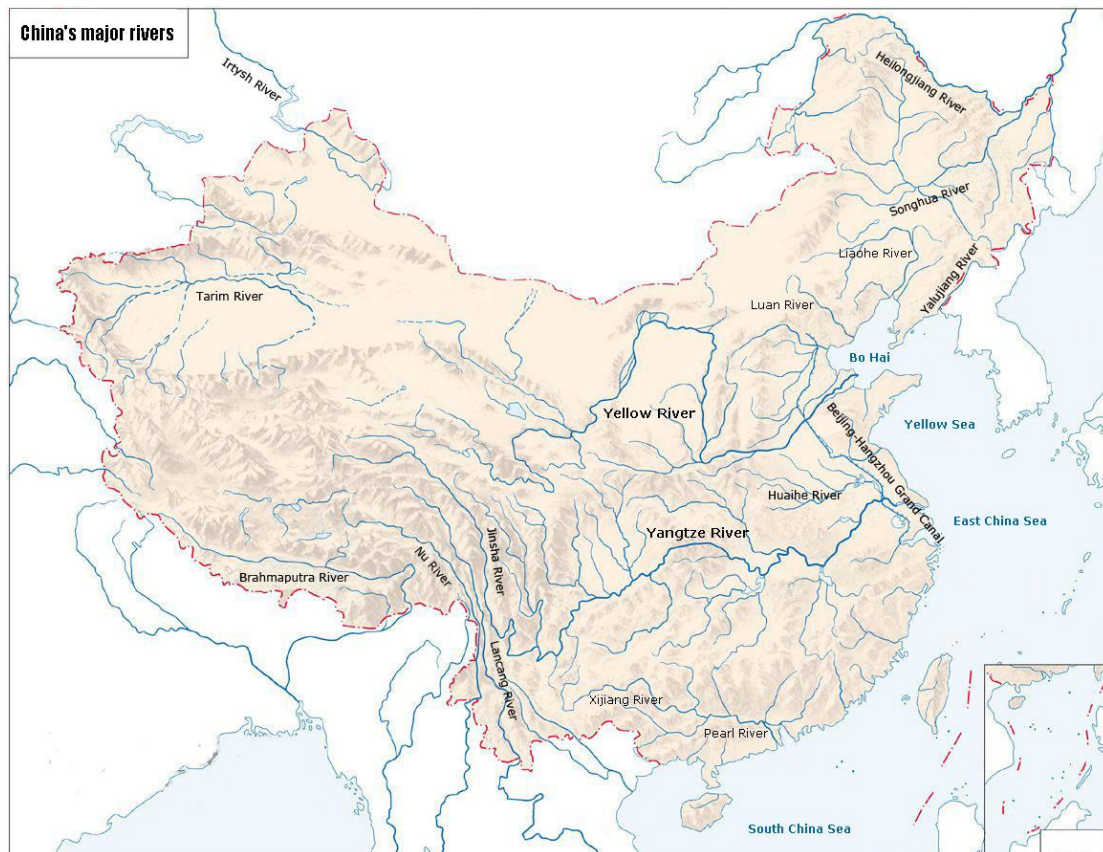 China's major rivers
Irtysh River
Heilongjiang River
Songhua River
Liaohe River
Yalujiang River
Tarim River
Luan River
Bo Hai
Yellow River
Beijing-Hangzhou Grand Canal
Yellow Sea
Huaihe River
East China Sea
Yangtze River
Jinsha River
Nu River
Brahmaputra River
Lancang River
Xijiang River
Pearl River
South China Sea